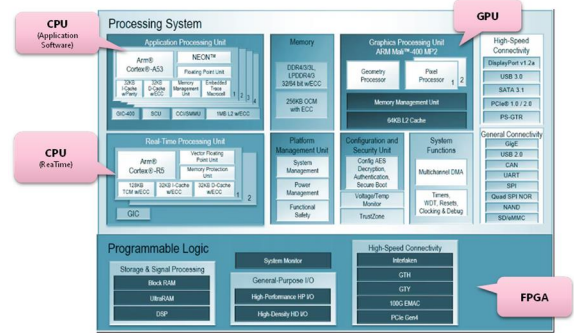 CPU
(Application
Software)
GPU
Processing System
Application Processing Unit
Arm®
Cortex®-A53
NEON™
Floating Point Unit
32KB
I-Cache
w/Parity
32KB
D-Cache
w/ECC
Memory
Management
Unit
Embedded
Trace
Macrocell
1
2
3
4
GIC-400
SCU
CCI/SMMU
1MB L2 w/ECC
Memory
DDR4/3/3L,
LPDDR4/3
32/64 bit w/ECC
256KB OCM
with ECC
Graphics Processing Unit
ARM Mali™-400 MP2
Geometry
Processor
Pixel
Processor
1
2
Memory Management Unit
64KB L2 Cache
High-Speed
Connectivity
DisplayPort v1.2a
USB 3.0
SATA 3.1
PCIe® 1.0 / 2.0
PS-GTR
CPU
(ReaTime)
Real-Time Processing Unit
Arm®
Cortex®-R5
Vector Floating
Point Unit
Memory Protection
Unit
128KB
TCM w/ECC
32KB I-Cache
w/ECC
32KB D-Cache
w/ECC
1
2
GIC
Platform
Management Unit
System
Management
Power
Management
Functional
Safety
Configuration and
Security Unit
Config AES
Decryption,
Authentication,
Secure Boot
Voltage/Temp
Monitor
TrustZone
System
Functions
Multichannel DMA
Timers,
WDT, Resets,
Clocking & Debug
General Connectivity
GigE
USB 2.0
CAN
UART
SPI
Quad SPI NOR
NAND
SD/eMMC
Programmable Logic
Storage & Signal Processing
Block RAM
UltraRAM
DSP
System Monitor
General-Purpose I/O
High-Performance HP I/O
High-Density HD I/O
High-Speed Connectivity
Interlaken
GTH
GTY
100G EMAC
PCIe Gen4
FPGA